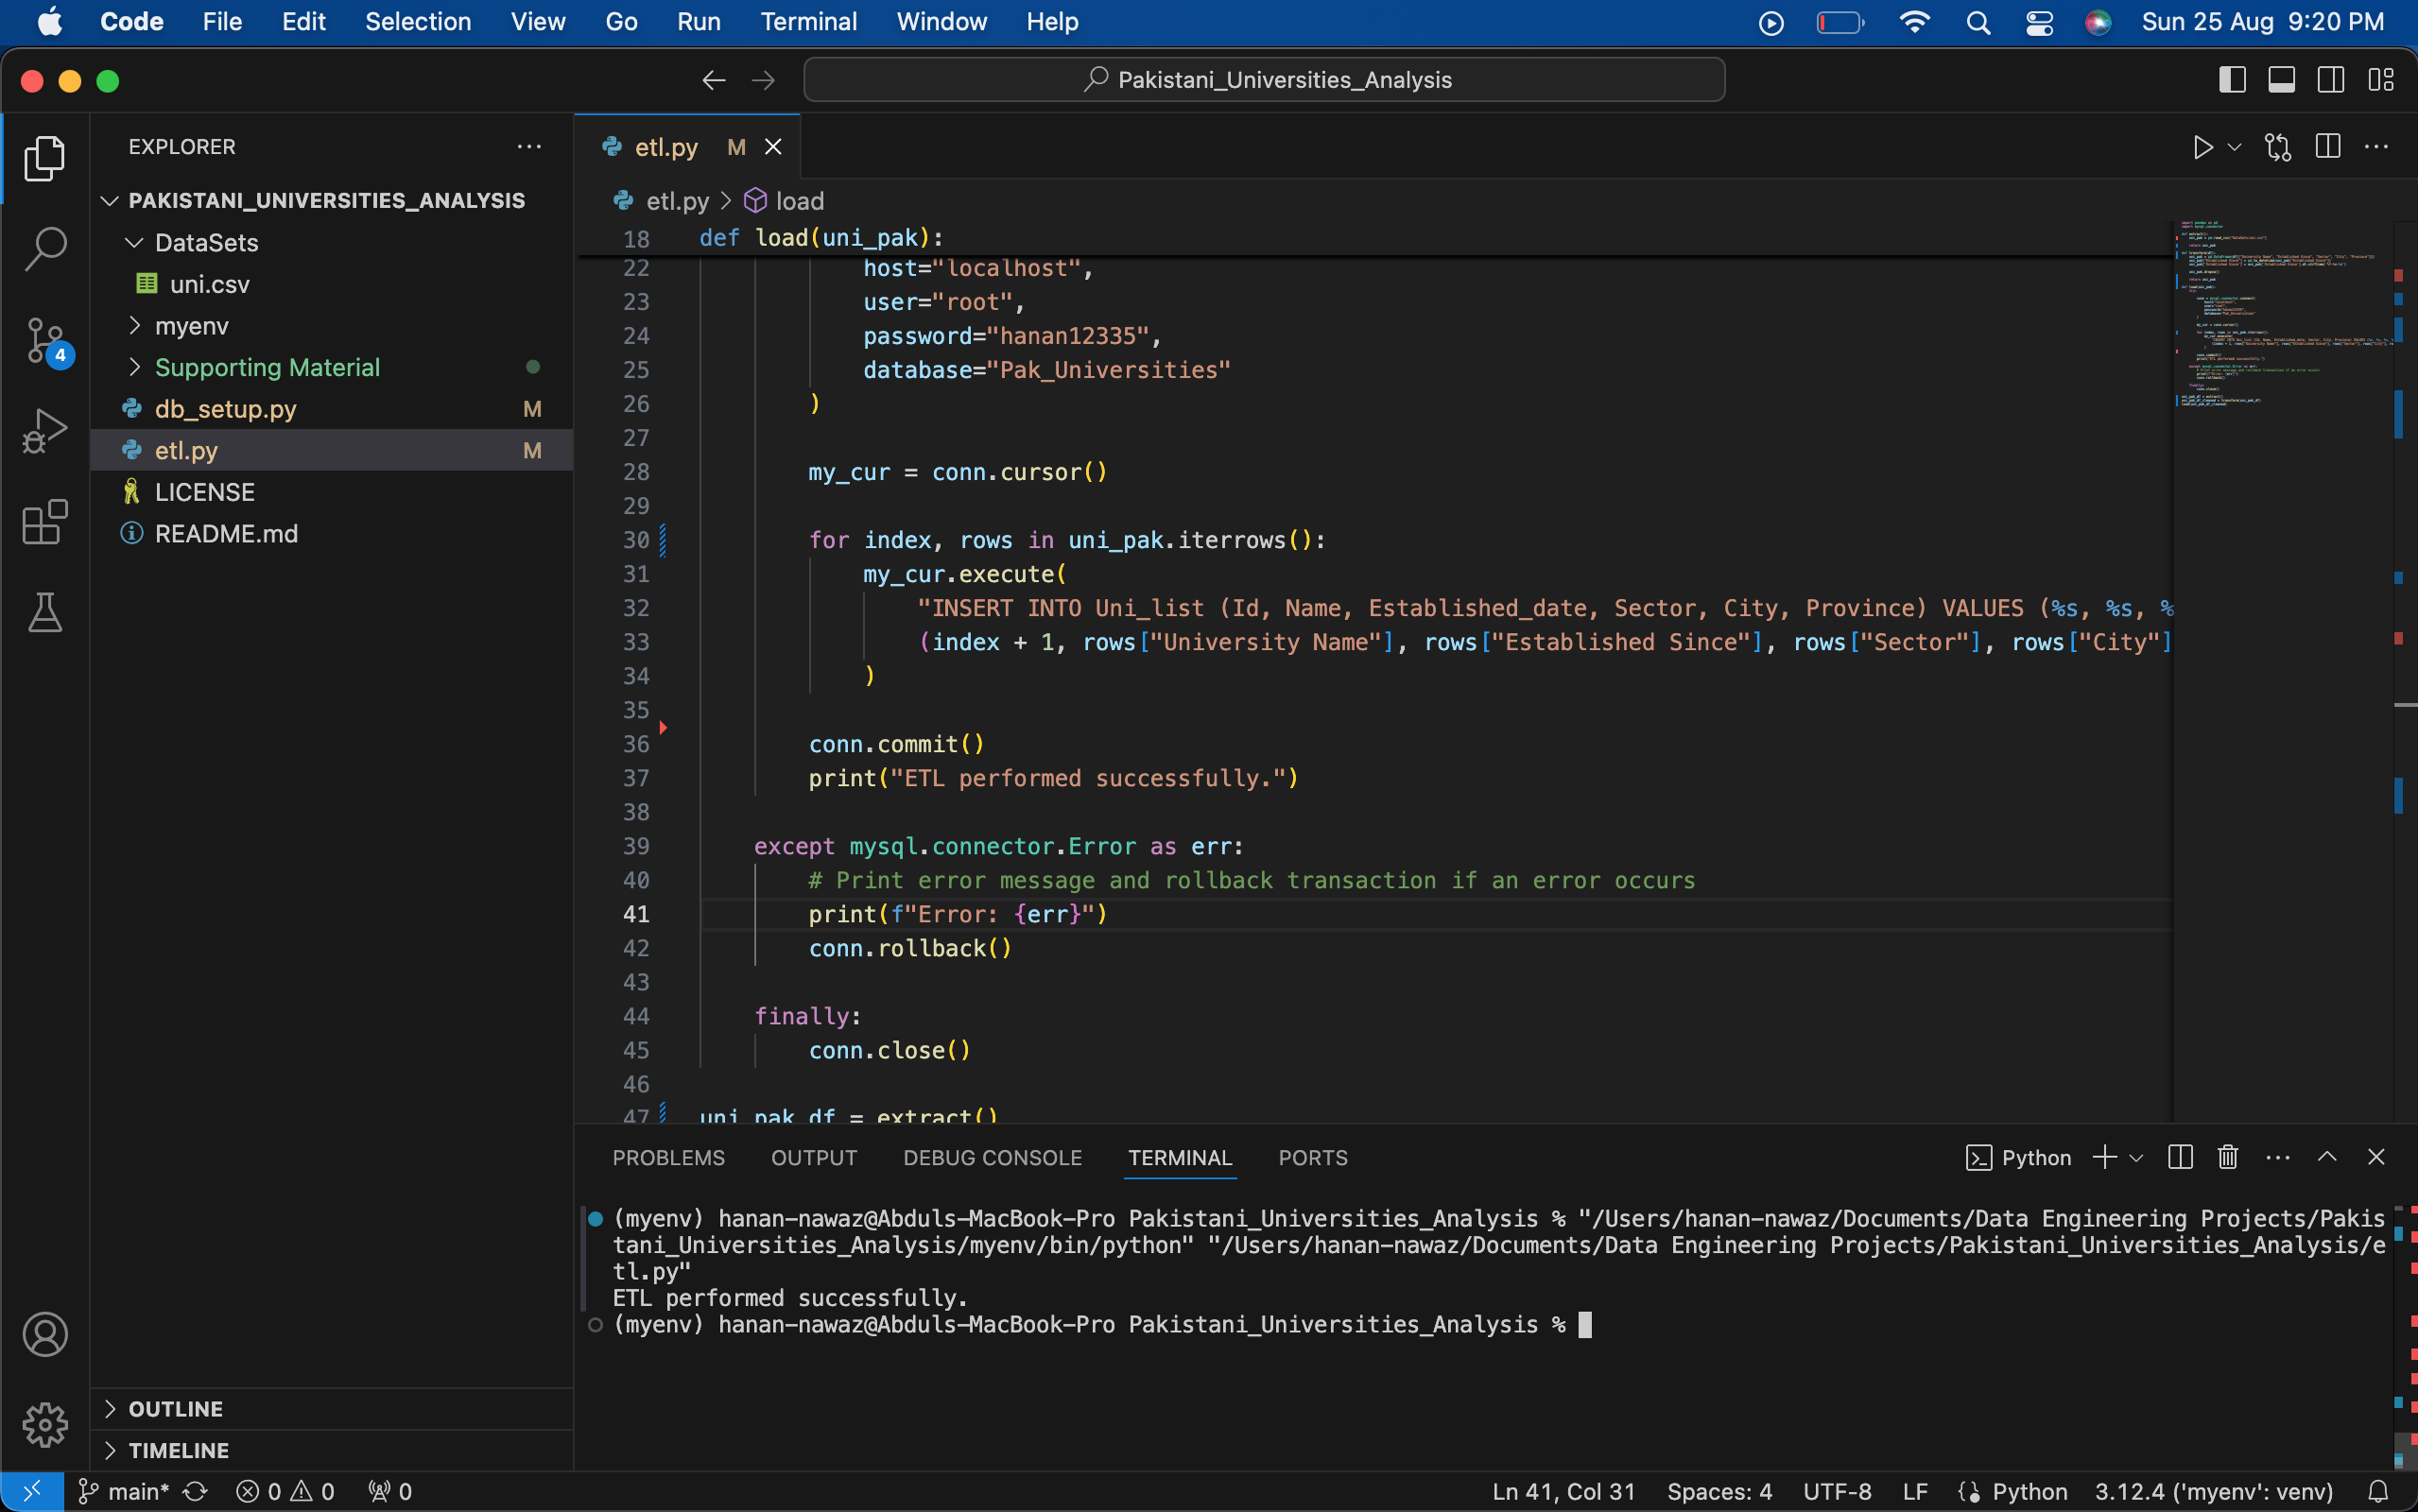 Code File Edit Selection View Go Run Terminal Window Help Sun 25 Aug 9:20 PM
Pakistani_Universities_Analysis
EXPLORER
PAKISTANI_UNIVERSITIES_ANALYSIS
DataSets
uni.csv
myenv
Supporting Material
db_setup.py M
etl.py M
LICENSE
README.md
OUTLINE
TIMELINE
4
etl.py M
etl.py > load
18 def load(uni_pak):
22 host="localhost",
23 user="root",
24 password="hanan12335",
25 database="Pak_Universities"
26 )
27
28 my_cur = conn.cursor()
29
30 for index, rows in uni_pak.iterrows():
31 my_cur.execute(
32 "INSERT INTO Uni_list (Id, Name, Established_date, Sector, City, Province) VALUES (%s, %s, %
33 (index + 1, rows["University Name"], rows["Established Since"], rows["Sector"], rows["City"]
34 )
35
36 conn.commit()
37 print("ETL performed successfully.")
38
39 except mysql.connector.Error as err:
40 # Print error message and rollback transaction if an error occurs
41 print(f"Error: {err}")
42 conn.rollback()
43
44 finally:
45 conn.close()
46
47 uni_pak_df = extract()
PROBLEMS OUTPUT DEBUG CONSOLE TERMINAL PORTS Python
(myenv) hanan-nawaz@Abduls-MacBook-Pro Pakistani_Universities_Analysis % "/Users/hanan-nawaz/Documents/Data Engineering Projects/Pakis
tani_Universities_Analysis/myenv/bin/python" "/Users/hanan-nawaz/Documents/Data Engineering Projects/Pakistani_Universities_Analysis/e
tl.py"
ETL performed successfully.
(myenv) hanan-nawaz@Abduls-MacBook-Pro Pakistani_Universities_Analysis %
main* 0 0 0 Ln 41, Col 31 Spaces: 4 UTF-8 LF Python 3.12.4 ('myenv': venv)